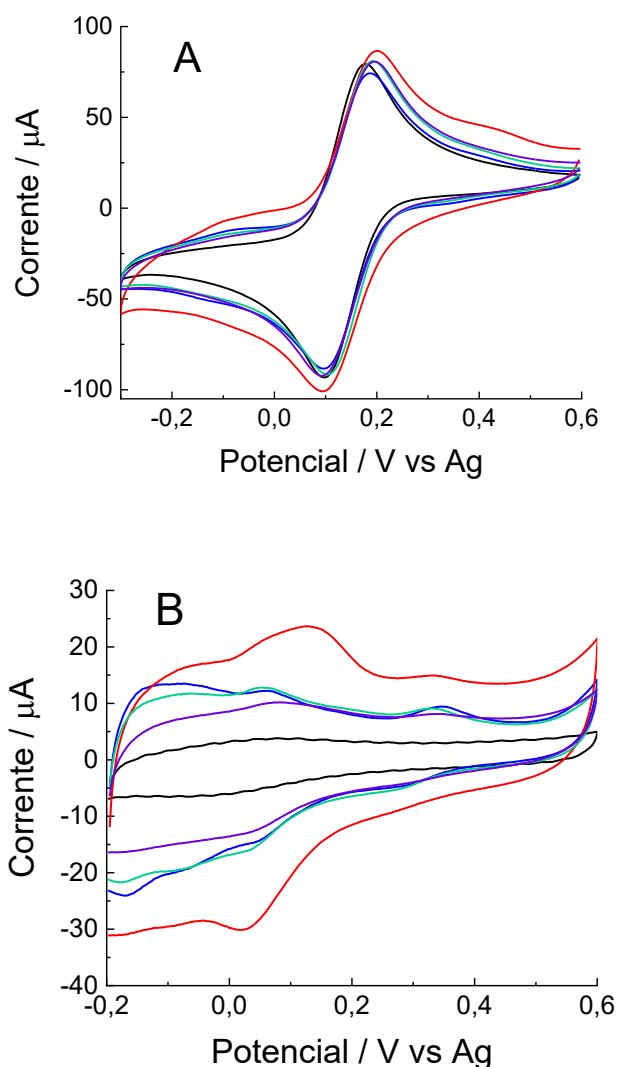 A
100
50
0
-50
-100
Corrente / μA
-0,2 0,0 0,2 0,4 0,6
Potencial / V vs Ag
B
30
20
10
0
-10
-20
-30
-40
Corrente / μA
-0,2 0,0 0,2 0,4 0,6
Potencial / V vs Ag